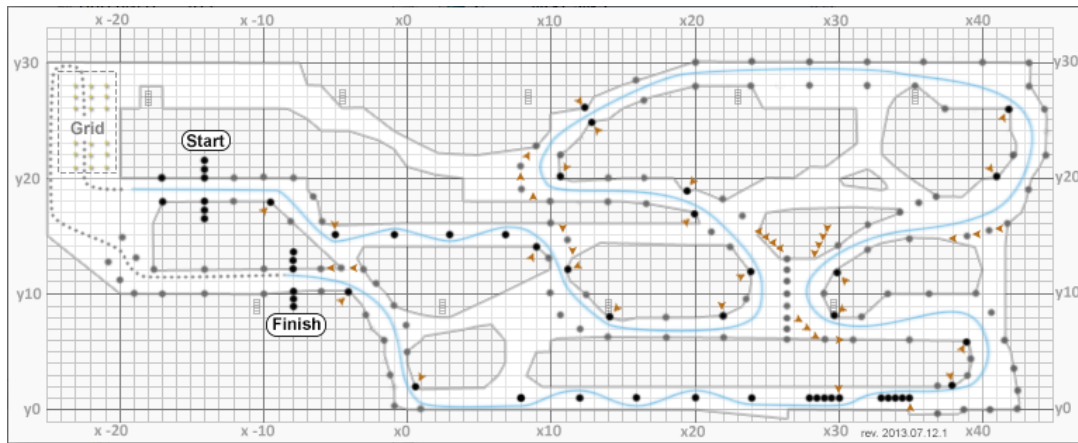 x -20 x -10 x0 x10 x20 x30 x40
y30 y30
Grid
Start
y20 y20
y10 y10
Finish
y0 y0
rev. 2013.07.12.1
x -20 x -10 x0 x10 x20 x30 x40